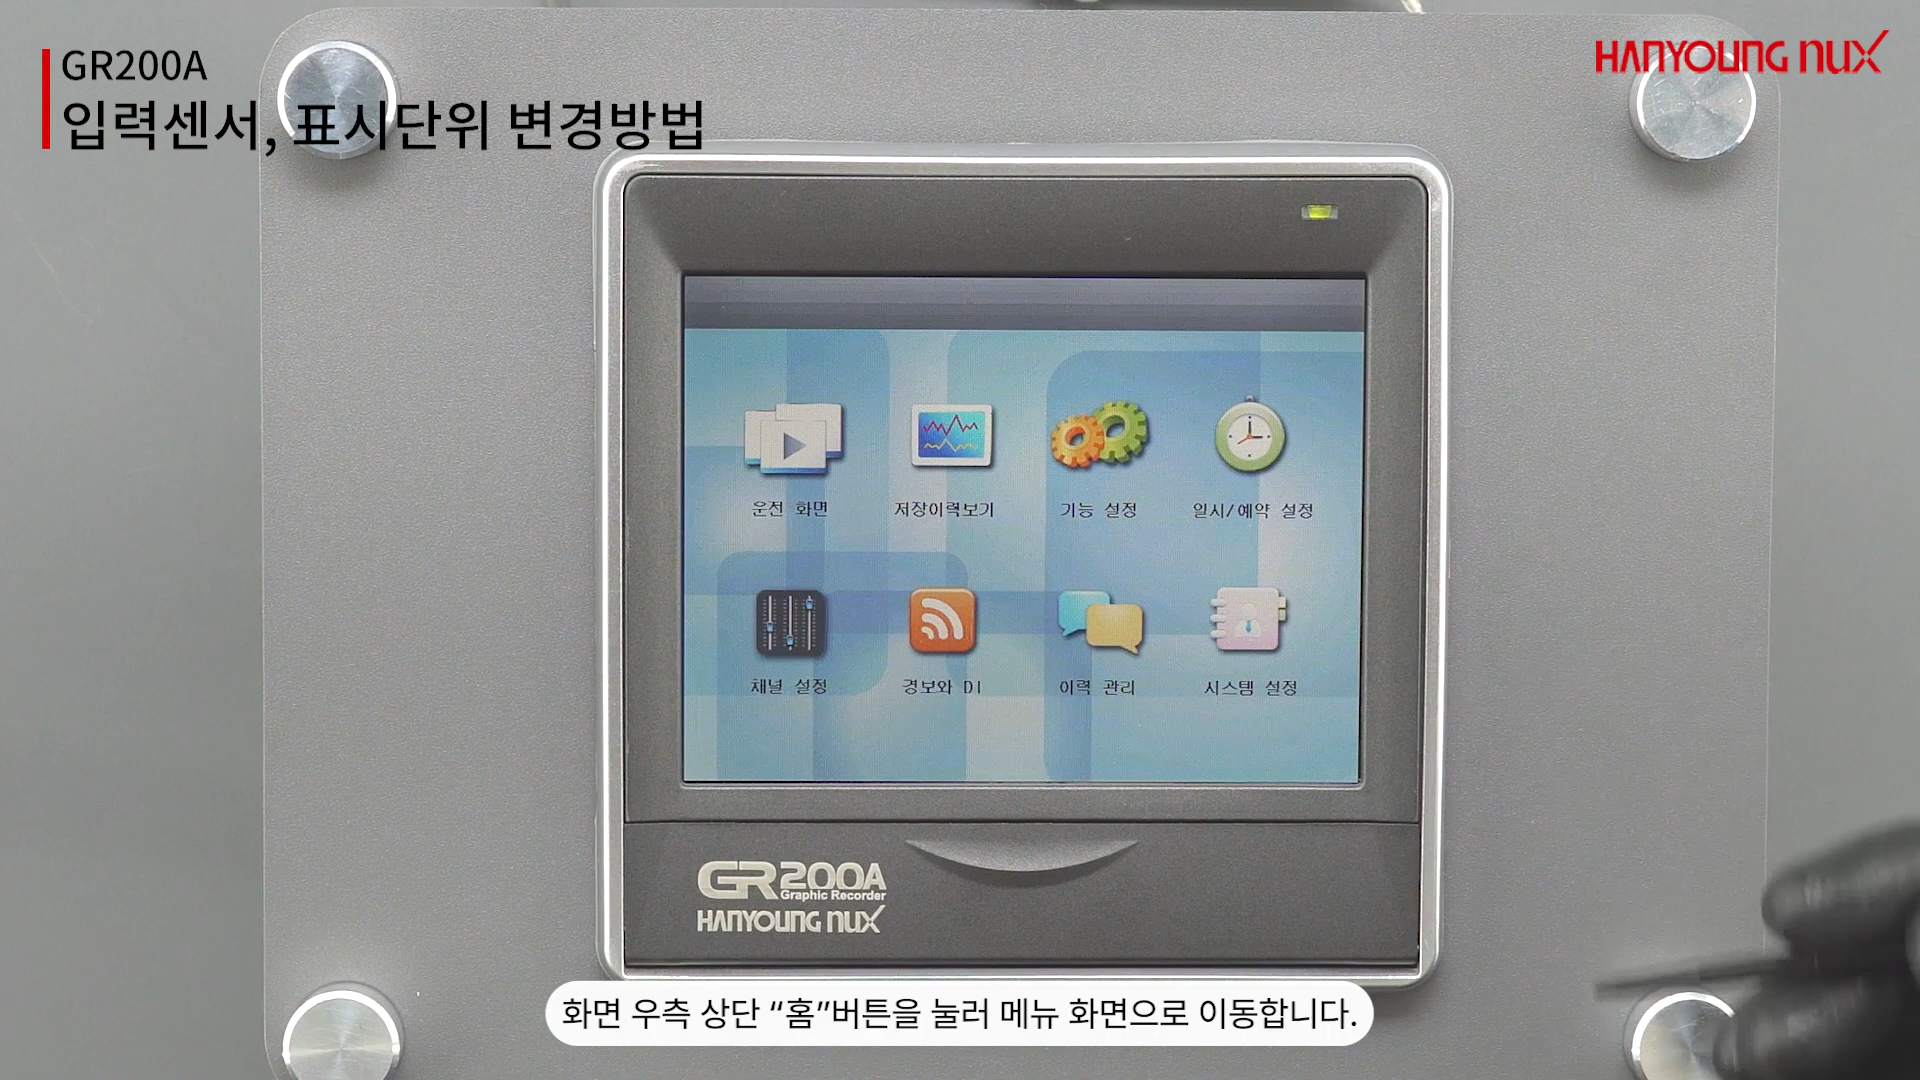 GR200A
입력센서, 표시단위 변경방법
HANYOUNG nux
운전 화면
저장이력보기
기능 설정
일시/예약 설정
채널 설정
경보와 DI
이력 관리
시스템 설정
GR200A
Graphic Recorder
HANYOUNG nux
화면 우측 상단 “홈”버튼을 눌러 메뉴 화면으로 이동합니다.